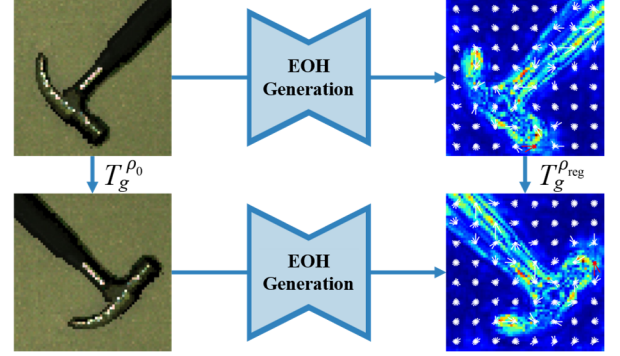 EOH
Generation
T_g^{ρ_0}
T_g^{ρ_reg}
EOH
Generation